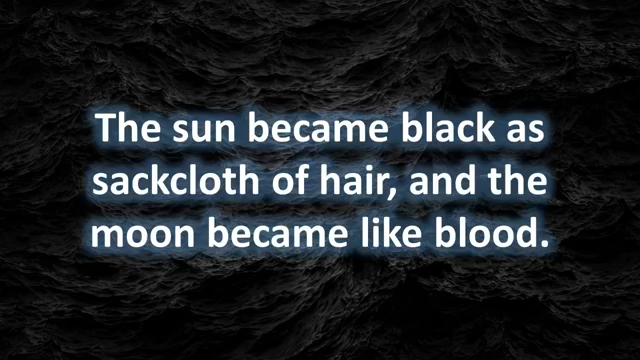 The sun became black as
sackcloth of hair, and the
moon became like blood.